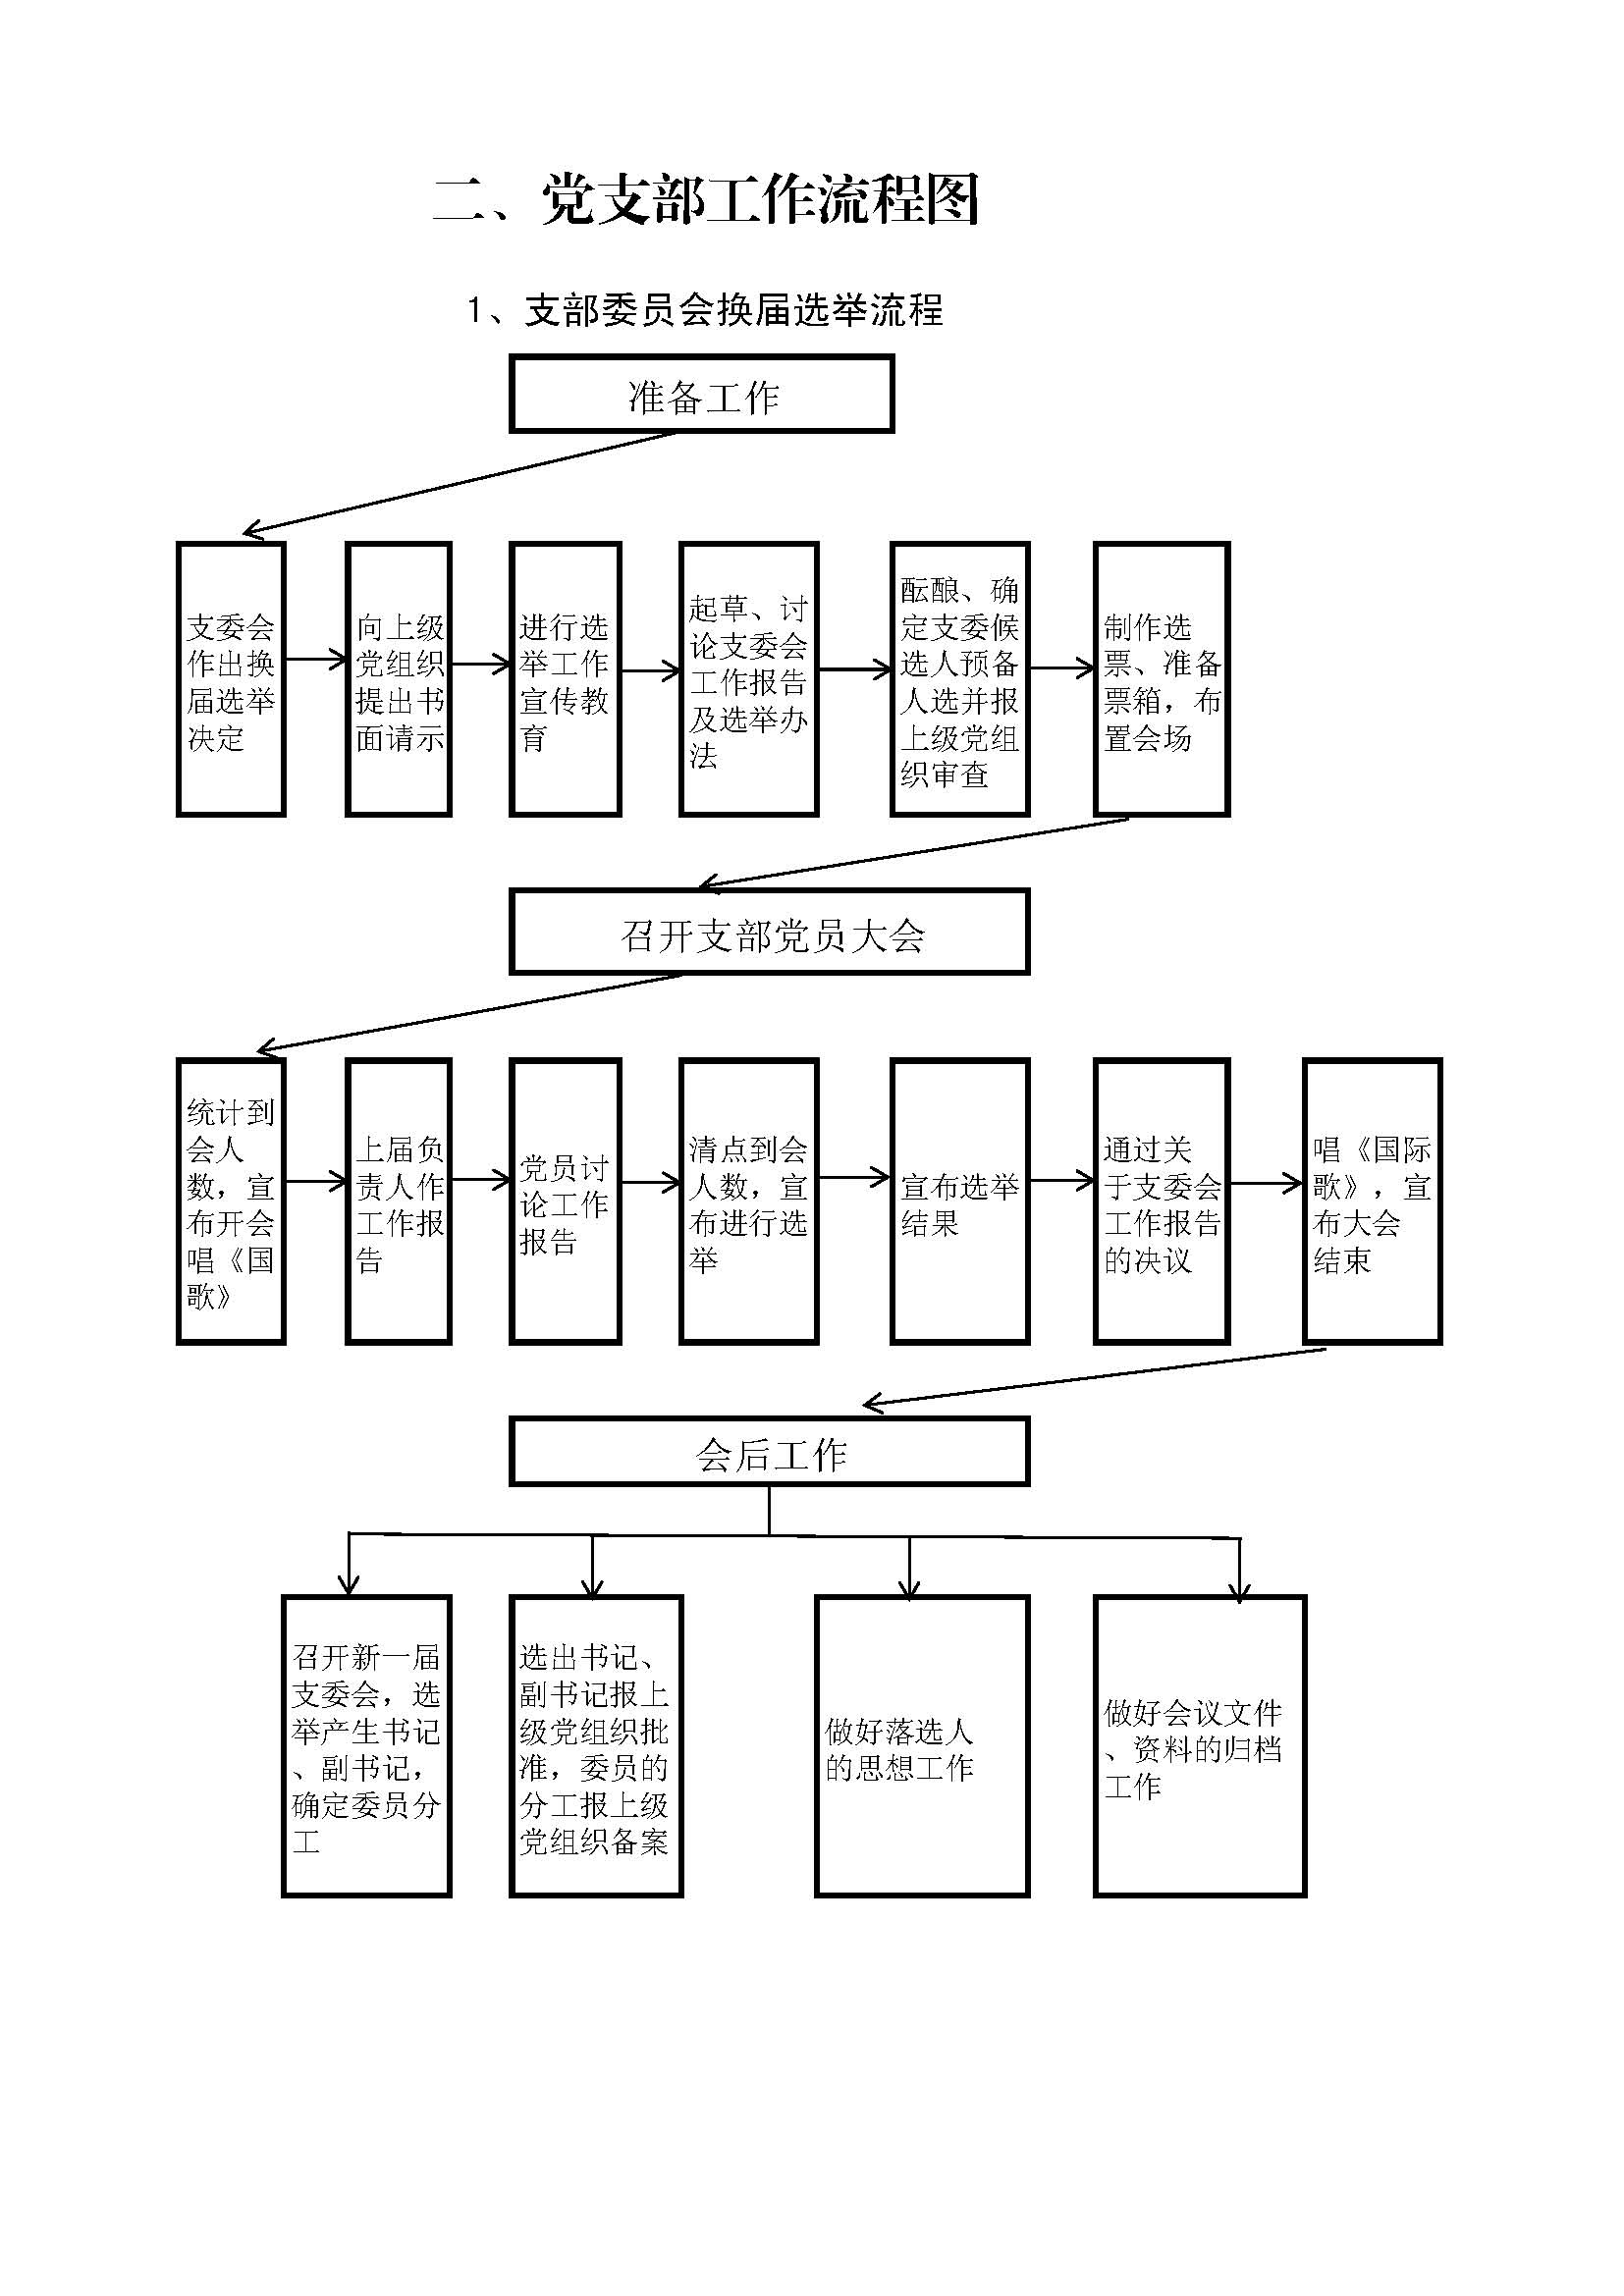 二、党支部工作流程图
1、支部委员会换届选举流程
准备工作
支委会
作出换
届选举
决定
向上级
党组织
提出书
面请示
进行选
举工作
宣传教
育
起草、讨
论支委会
工作报告
及选举办
法
酝酿、确
定支委候
选人预备
人选并报
上级党组
织审查
制作选
票、准备
票箱，布
置会场
召开支部党员大会
统计到
会人
数，宣
布开会
唱《国
歌》
上届负
责人作
工作报
告
党员讨
论工作
报告
清点到会
人数，宣
布进行选
举
宣布选举
结果
通过关
于支委会
工作报告
的决议
唱《国际
歌》，宣
布大会
结束
会后工作
召开新一届
支委会，选
举产生书记
、副书记，
确定委员分
工
选出书记、
副书记报上
级党组织批
准，委员的
分工报上级
党组织备案
做好落选人
的思想工作
做好会议文件
、资料的归档
工作